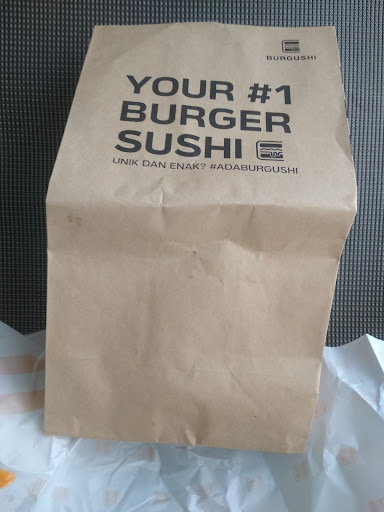 BURGUSHI
YOUR #1
BURGER
SUSHI
UNIK DAN ENAK? #ADABURGUSHI